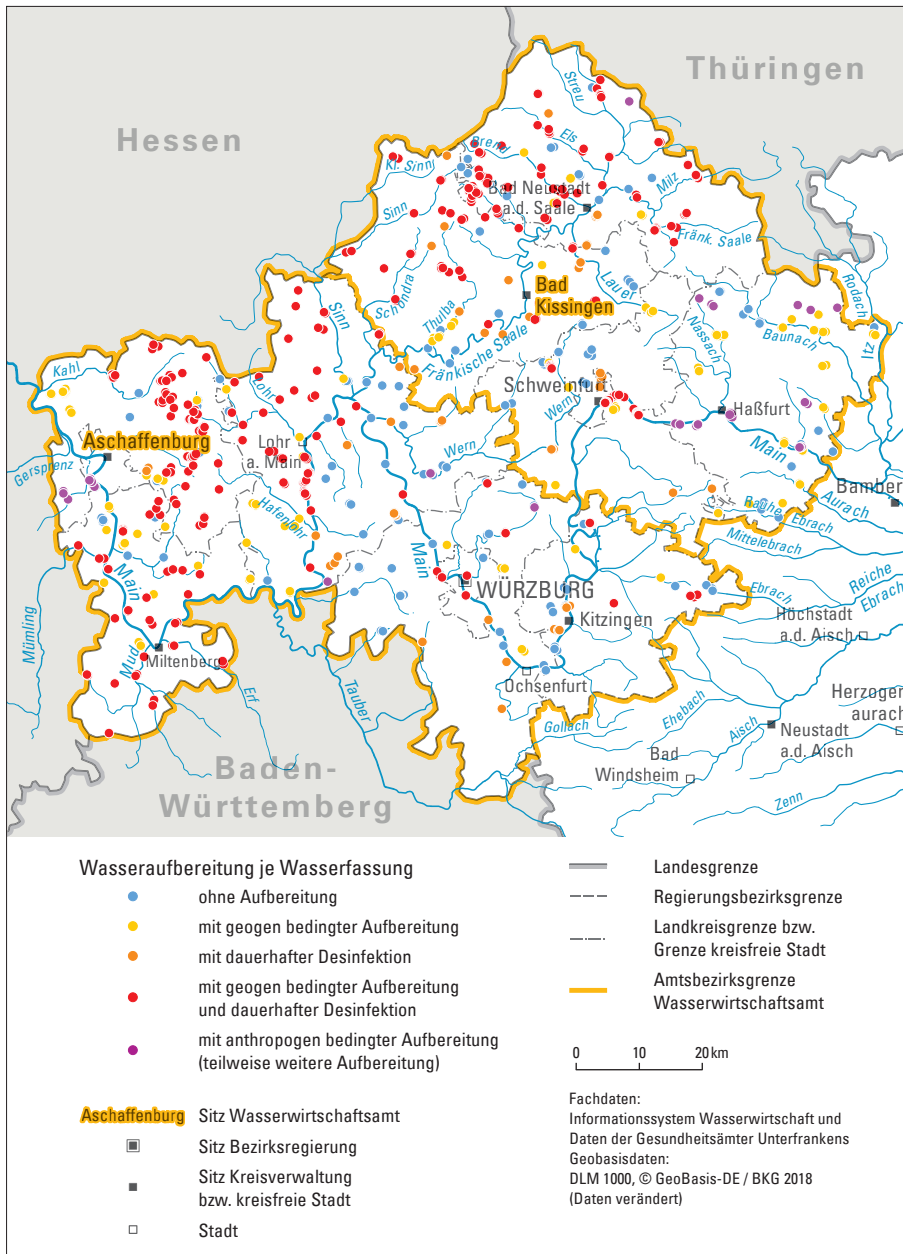 Thüringen
Hessen
Streu
Els
Brend
Kl. Sinn
Bad Neustadt
a.d. Saale
Milz
Sinn
Fränk. Saale
Schondra
Bad
Kissingen
Lauer
Rodach
Sinn
Thulba
Nassach
Baunach
Itz
Fränkische Saale
Kahl
Lohr
Schweinfurt
Wern
Haßfurt
Aschaffenburg
Lohr
a. Main
Wern
Main
Gersprenz
Bamber
Aurach
Hafenlohr
Rauhe Ebrach
Mittelebrach
Main
Main
WÜRZBURG
Reiche
Ebrach
Ebrach
Mümling
Kitzingen
Höchstadt
a.d. Aisch
Mud
Miltenberg
Erf
Tauber
Ochsenfurt
Herzogen
aurach
Gollach
Ehebach
Aisch
Neustadt
a.d. Aisch
Bad
Windsheim
Zenn
Baden-
Württemberg
Wasseraufbereitung je Wasserfassung
ohne Aufbereitung
mit geogen bedingter Aufbereitung
mit dauerhafter Desinfektion
mit geogen bedingter Aufbereitung
und dauerhafter Desinfektion
mit anthropogen bedingter Aufbereitung
(teilweise weitere Aufbereitung)
Aschaffenburg Sitz Wasserwirtschaftsamt
Sitz Bezirksregierung
Sitz Kreisverwaltung
bzw. kreisfreie Stadt
Stadt
Landesgrenze
Regierungsbezirksgrenze
Landkreisgrenze bzw.
Grenze kreisfreie Stadt
Amtsbezirksgrenze
Wasserwirtschaftsamt
0 10 20 km
Fachdaten:
Informationssystem Wasserwirtschaft und
Daten der Gesundheitsämter Unterfrankens
Geobasisdaten:
DLM 1000, © GeoBasis-DE / BKG 2018
(Daten verändert)